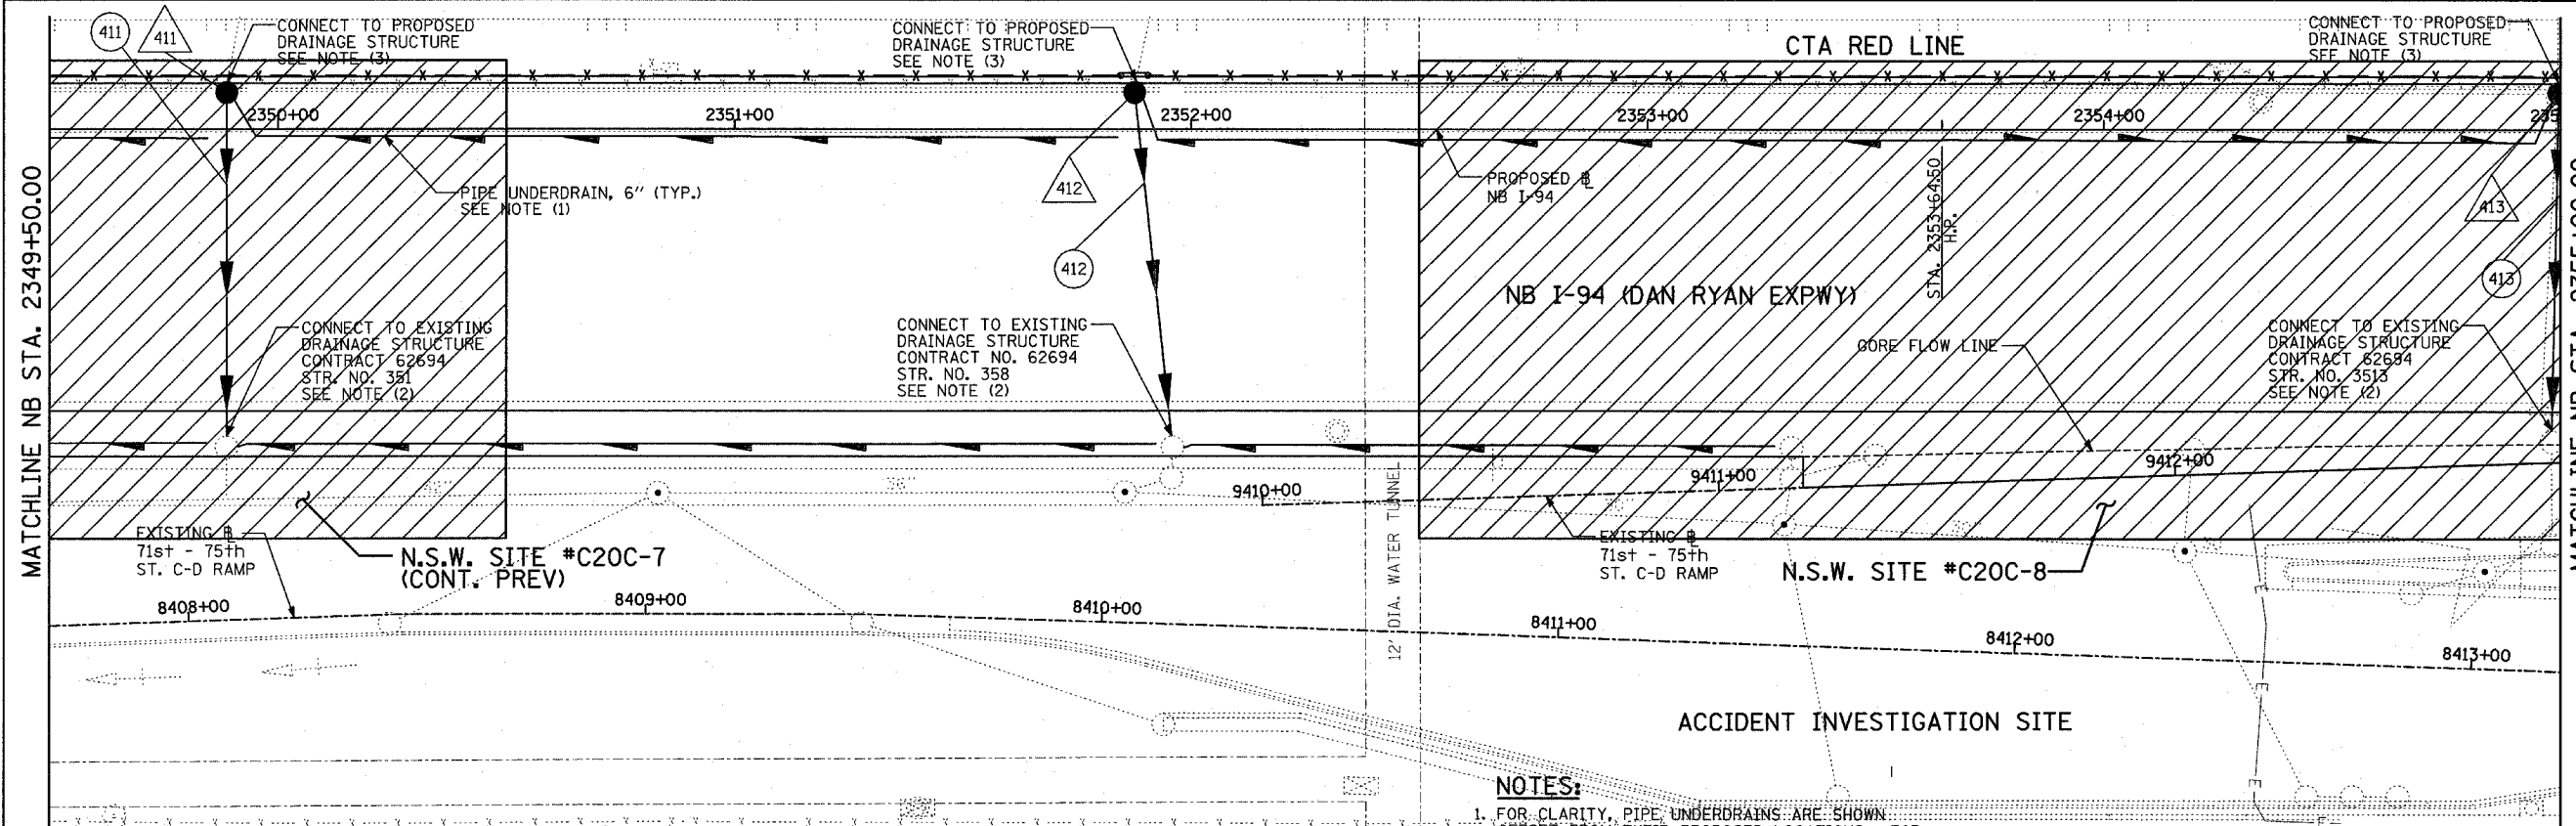 411
411
CONNECT TO PROPOSED
DRAINAGE STRUCTURE
SEE NOTE (3)
CONNECT TO PROPOSED
DRAINAGE STRUCTURE
SEE NOTE (3)
CTA RED LINE
CONNECT TO PROPOSED
DRAINAGE STRUCTURE
SEE NOTE (3)
2350+00
2351+00
2352+00
2353+00
2354+00
235
MATCHLINE NB STA. 2349+50.00
PIPE UNDERDRAIN, 6" (TYP.)
SEE NOTE (1)
412
412
PROPOSED B
NB I-94
STA. 2353+64.50
H.P.
413
413
NB I-94 (DAN RYAN EXPWY)
CONNECT TO EXISTING
DRAINAGE STRUCTURE
CONTRACT 62694
STR. NO. 351
SEE NOTE (2)
CONNECT TO EXISTING
DRAINAGE STRUCTURE
CONTRACT NO. 62694
STR. NO. 358
SEE NOTE (2)
GORE FLOW LINE
CONNECT TO EXISTING
DRAINAGE STRUCTURE
CONTRACT 62694
STR. NO. 3513
SEE NOTE (2)
9410+00
9411+00
9412+00
12' DIA. WATER TUNNEL
EXISTING B
71st - 75th
ST. C-D RAMP
N.S.W. SITE #C20C-7
(CONT. PREV)
EXISTING B
71st - 75th
ST. C-D RAMP
N.S.W. SITE #C20C-8
8408+00
8409+00
8410+00
8411+00
8412+00
8413+00
ACCIDENT INVESTIGATION SITE
NOTES:
1. FOR CLARITY, PIPE UNDERDRAINS ARE SHOWN